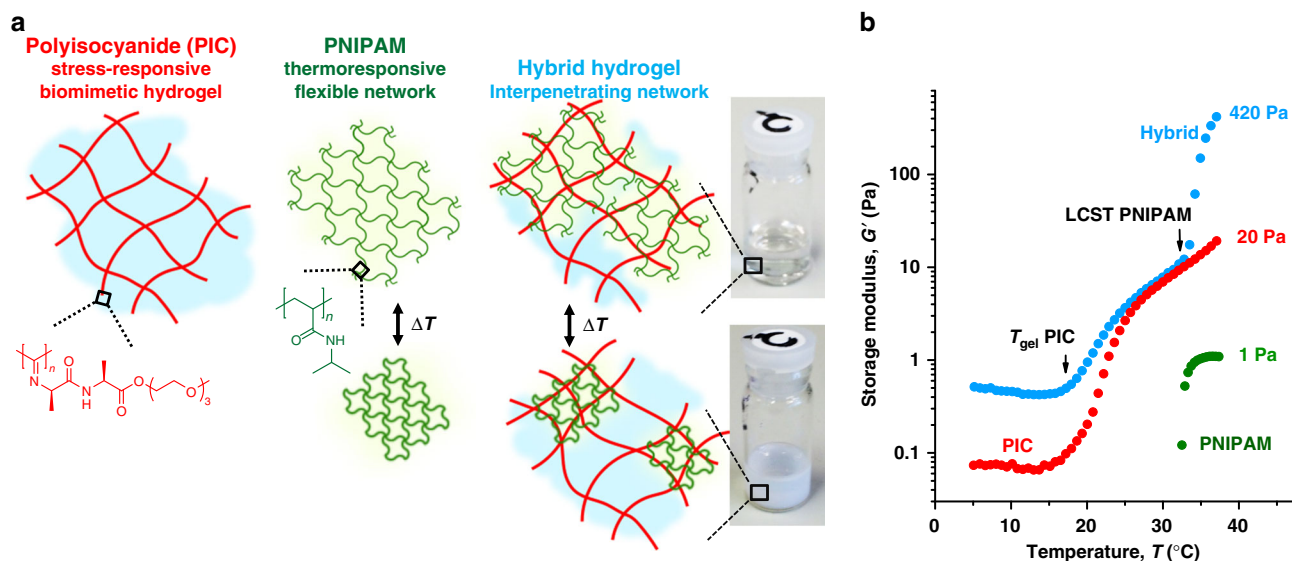 a
Polyisocyanide (PIC)
stress-responsive
biomimetic hydrogel
PNIPAM
thermoresponsive
flexible network
Hybrid hydrogel
Interpenetrating network
ΔT
ΔT
n
O
N
H
n
N
O
N
H
O
O
O
3
b
Storage modulus, G′ (Pa)
100
10
1
0.1
0
10
20
30
40
Temperature, T (°C)
Hybrid
420 Pa
LCST PNIPAM
20 Pa
Tgel PIC
1 Pa
PIC
PNIPAM